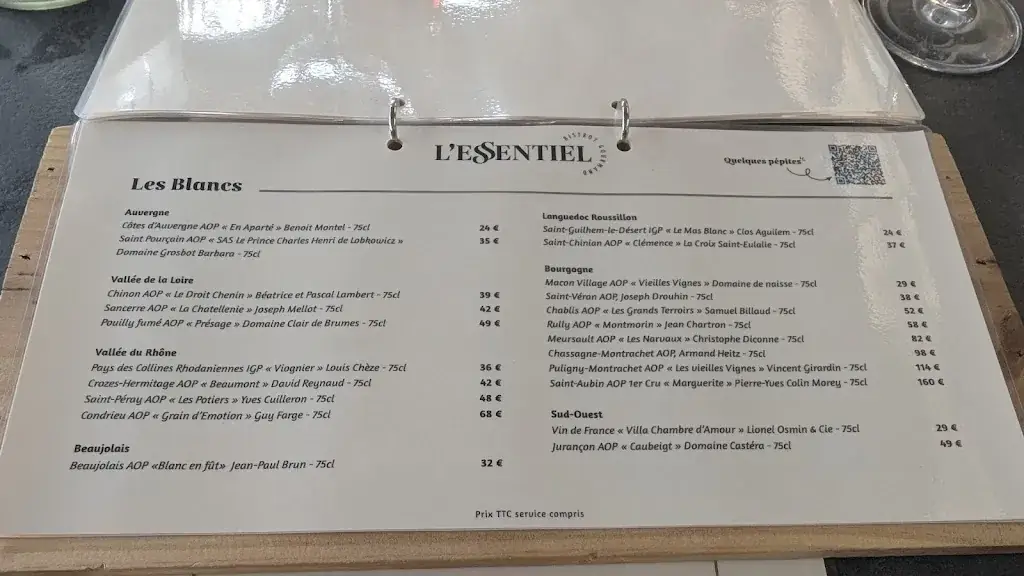 L'ESSENTIEL
BISTROT GOURMAND
Quelques pépites
Les Blancs
Auvergne
Côtes d'Auvergne AOP « En Aparté » Benoit Montel - 75cl 24 €
Saint Pourçain AOP « SAS Le Prince Charles Henri de Lobkowicz » 35 €
Domaine Grosbot Barbara - 75cl
Vallée de la Loire
Chinon AOP « Le Droit Chenin » Béatrice et Pascal Lambert - 75cl 39 €
Sancerre AOP « La Chatellenie » Joseph Mellot - 75cl 42 €
Pouilly fumé AOP « Présage » Domaine Clair de Brumes - 75cl 49 €
Vallée du Rhône
Pays des Collines Rhodaniennes IGP « Viognier » Louis Chèze - 75cl 36 €
Crozes-Hermitage AOP « Beaumont » David Reynaud - 75cl 42 €
Saint-Péray AOP « Les Potiers » Yves Cuilleron - 75cl 48 €
Condrieu AOP « Grain d'Emotion » Guy Farge - 75cl 68 €
Beaujolais
Beaujolais AOP «Blanc en fût» Jean-Paul Brun - 75cl 32 €
Languedoc Roussillon
Saint-Guilhem-le-Désert IGP « Le Mas Blanc » Clos Aguilem - 75cl 24 €
Saint-Chinian AOP « Clémence » La Croix Saint-Eulalie - 75cl 37 €
Bourgogne
Macon Village AOP « Vieilles Vignes » Domaine de naisse - 75cl 29 €
Saint-Véran AOP, Joseph Drouhin - 75cl 38 €
Chablis AOP « Les Grands Terroirs » Samuel Billaud - 75cl 52 €
Rully AOP « Montmorin » Jean Chartron - 75cl 58 €
Meursault AOP « Les Narvaux » Christophe Diconne - 75cl 82 €
Chassagne-Montrachet AOP, Armand Heitz - 75cl 98 €
Puligny-Montrachet AOP « Les vieilles Vignes » Vincent Girardin - 75cl 114 €
Saint-Aubin AOP 1er Cru « Marguerite » Pierre-Yves Colin Morey - 75cl 160 €
Sud-Ouest
Vin de France « Villa Chambre d'Amour » Lionel Osmin & Cie - 75cl 29 €
Jurançon AOP « Caubeigt » Domaine Castéra - 75cl 49 €
Prix TTC service compris